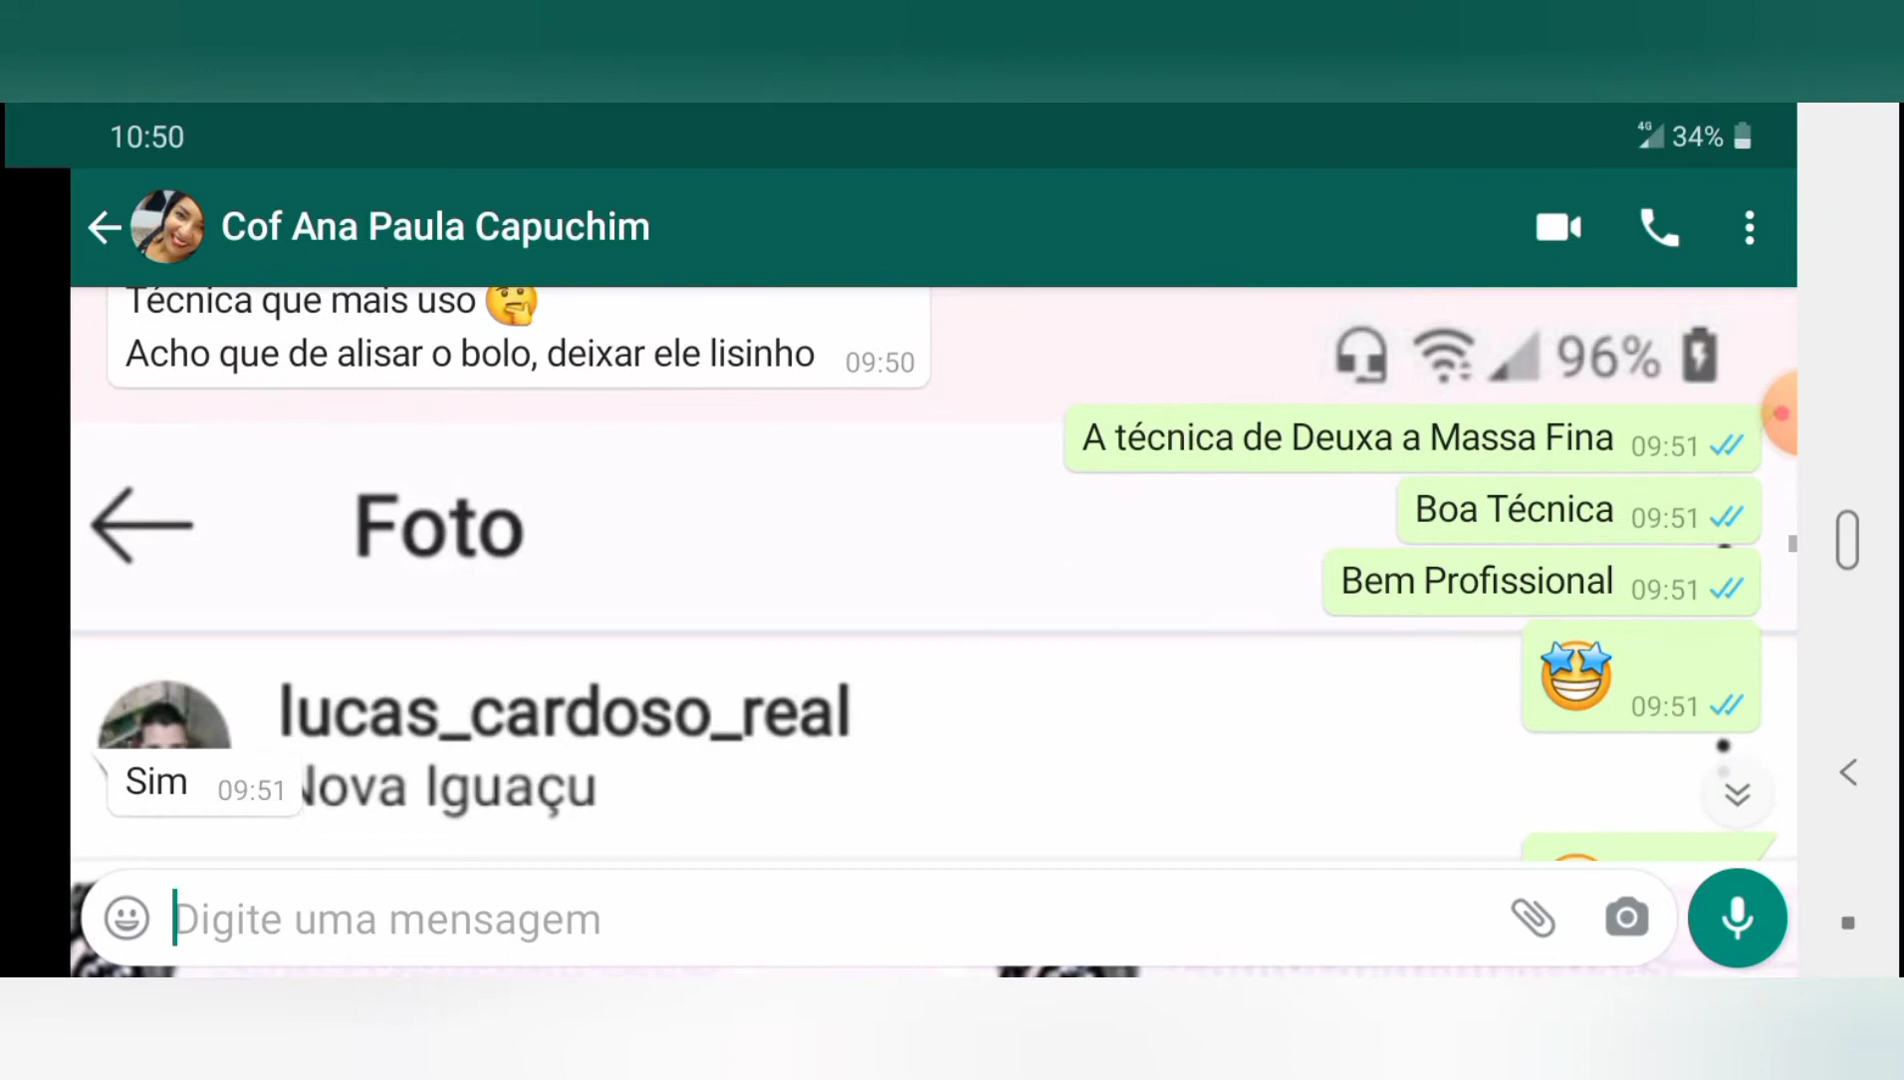 10:50
4G 34%
Cof Ana Paula Capuchim
Técnica que mais uso 🤔
Acho que de alisar o bolo, deixar ele lisinho 09:50
96%
A técnica de Deuxa a Massa Fina 09:51
Foto
Boa Técnica 09:51
Bem Profissional 09:51
🤩 09:51
lucas_cardoso_real
Sim 09:51
Nova Iguaçu
Digite uma mensagem